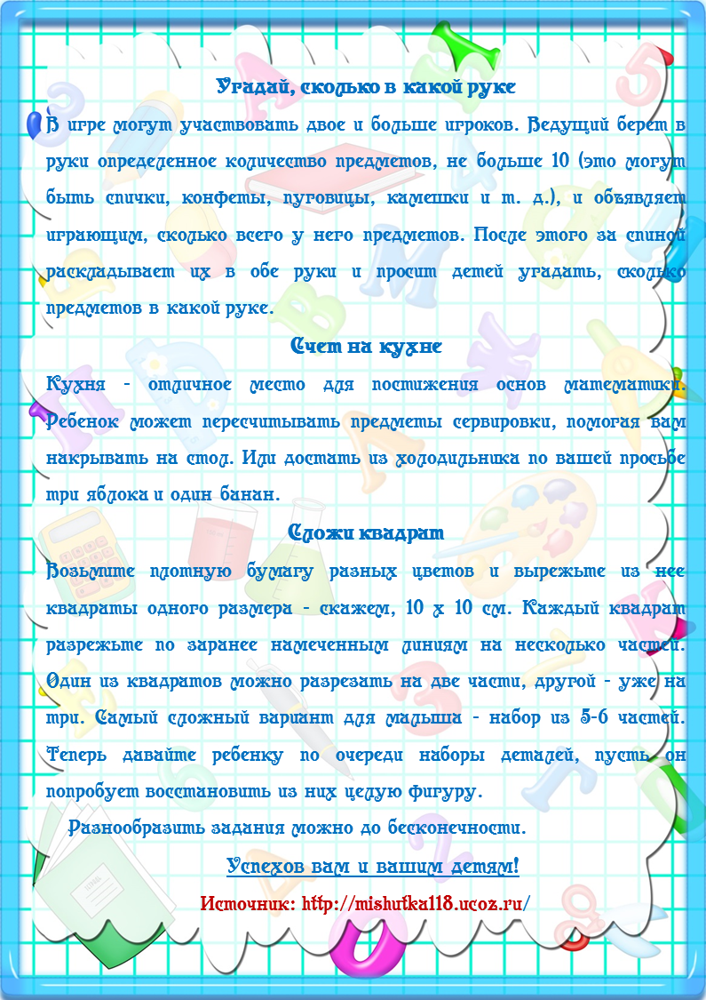 Угадай, сколько в какой руке
В игре могут участвовать двое и больше игроков. Ведущий берет в
руки определенное количество предметов, не больше 10 (это могут
быть спички, конфеты, пуговицы, камешки и т. д.), и объявляет
играющим, сколько всего у него предметов. После этого за спиной
раскладывает их в обе руки и просит детей угадать, сколько
предметов в какой руке.
Счет на кухне
Кухня - отличное место для постижения основ математики.
Ребенок может пересчитывать предметы сервировки, помогая вам
накрывать на стол. Или достать из холодильника по вашей просьбе
три яблока и один банан.
Сложи квадрат
Возьмите плотную бумагу разных цветов и вырежьте из нее
квадраты одного размера - скажем, 10 х 10 см. Каждый квадрат
разрежьте по заранее намеченным линиям на несколько частей.
Один из квадратов можно разрезать на две части, другой - уже на
три. Самый сложный вариант для малыша - набор из 5-6 частей.
Теперь давайте ребенку по очереди наборы деталей, пусть он
попробует восстановить из них целую фигуру.
Разнообразить задания можно до бесконечности.
Успехов вам и вашим детям!
Источник: http://mishutka118.ucoz.ru/